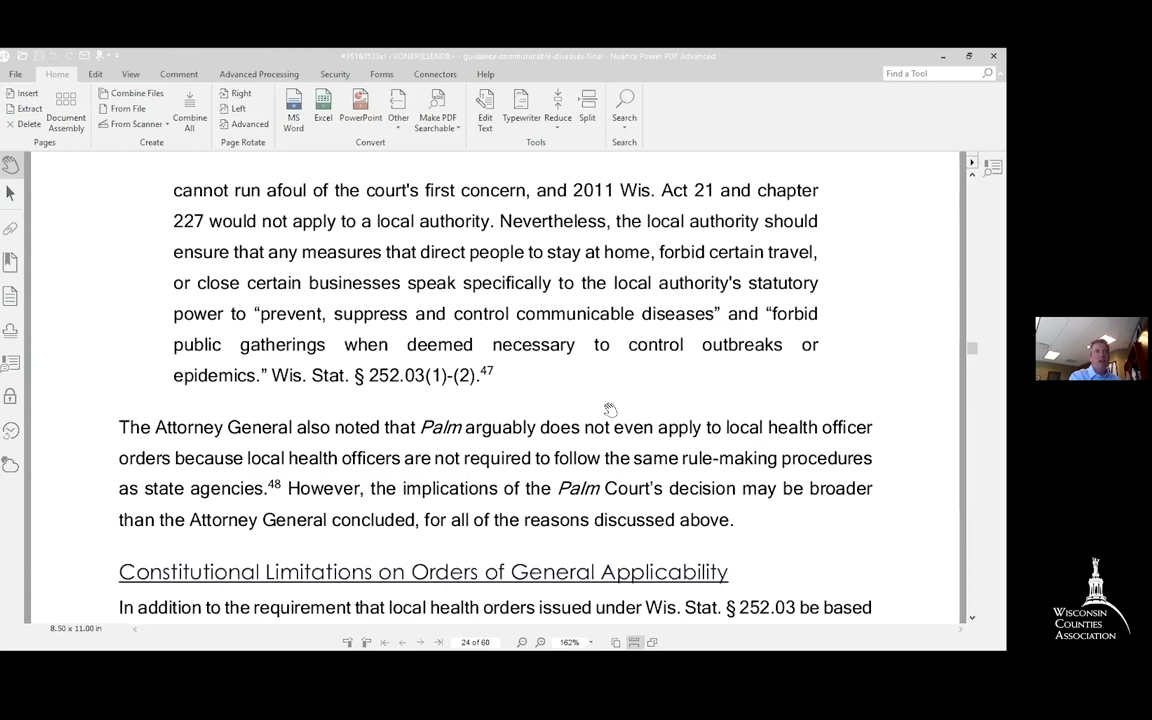 #35163533v1 - VONBRIESENDB - guidance-communicable-diseases-final - Nuance Power PDF Advanced
File Home Edit View Comment Advanced Processing Security Forms Connectors Help
Find a Tool
Insert
Extract
Delete
Document
Assembly
Pages
Combine Files
From File
From Scanner
Combine
All
Create
Right
Left
Advanced
Page Rotate
MS
Word
Excel
PowerPoint
Other
Make PDF
Searchable
Convert
Edit
Text
Typewriter
Reduce
Split
Tools
Search
Search
cannot run afoul of the court's first concern, and 2011 Wis. Act 21 and chapter
227 would not apply to a local authority. Nevertheless, the local authority should
ensure that any measures that direct people to stay at home, forbid certain travel,
or close certain businesses speak specifically to the local authority's statutory
power to “prevent, suppress and control communicable diseases” and “forbid
public gatherings when deemed necessary to control outbreaks or
epidemics.” Wis. Stat. § 252.03(1)-(2).47
The Attorney General also noted that Palm arguably does not even apply to local health officer
orders because local health officers are not required to follow the same rule-making procedures
as state agencies.48 However, the implications of the Palm Court’s decision may be broader
than the Attorney General concluded, for all of the reasons discussed above.
Constitutional Limitations on Orders of General Applicability
In addition to the requirement that local health orders issued under Wis. Stat. § 252.03 be based
8.50 x 11.00 in
24 of 60
162%
WISCONSIN
COUNTIES
ASSOCIATION